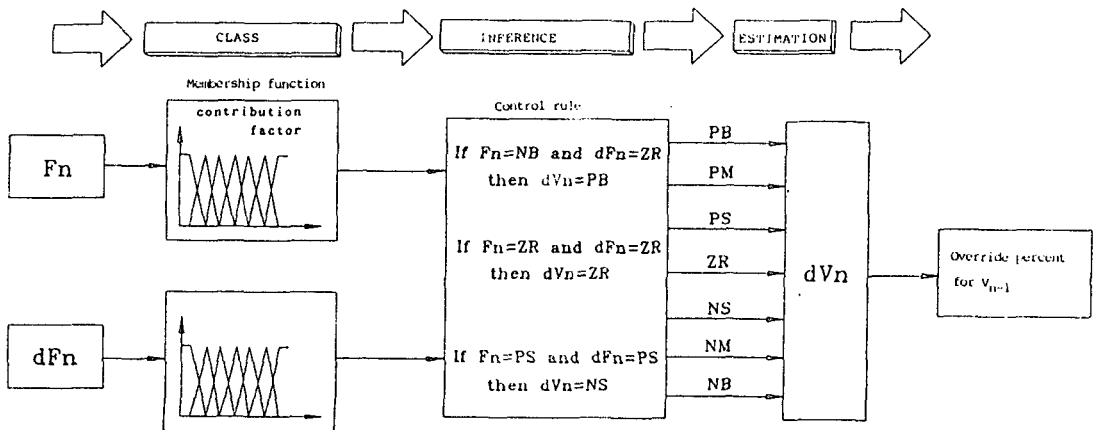 CLASS
INFERENCE
ESTIMATION
Membership function
contribution
factor
Fn
dFn
Control rule
If Fn=NB and dFn=ZR
then dVn=PB
If Fn=ZR and dFn=ZR
then dVn=ZR
If Fn=PS and dFn=PS
then dVn=NS
PB
PM
PS
ZR
NS
NM
NB
dVn
Override percent
for V